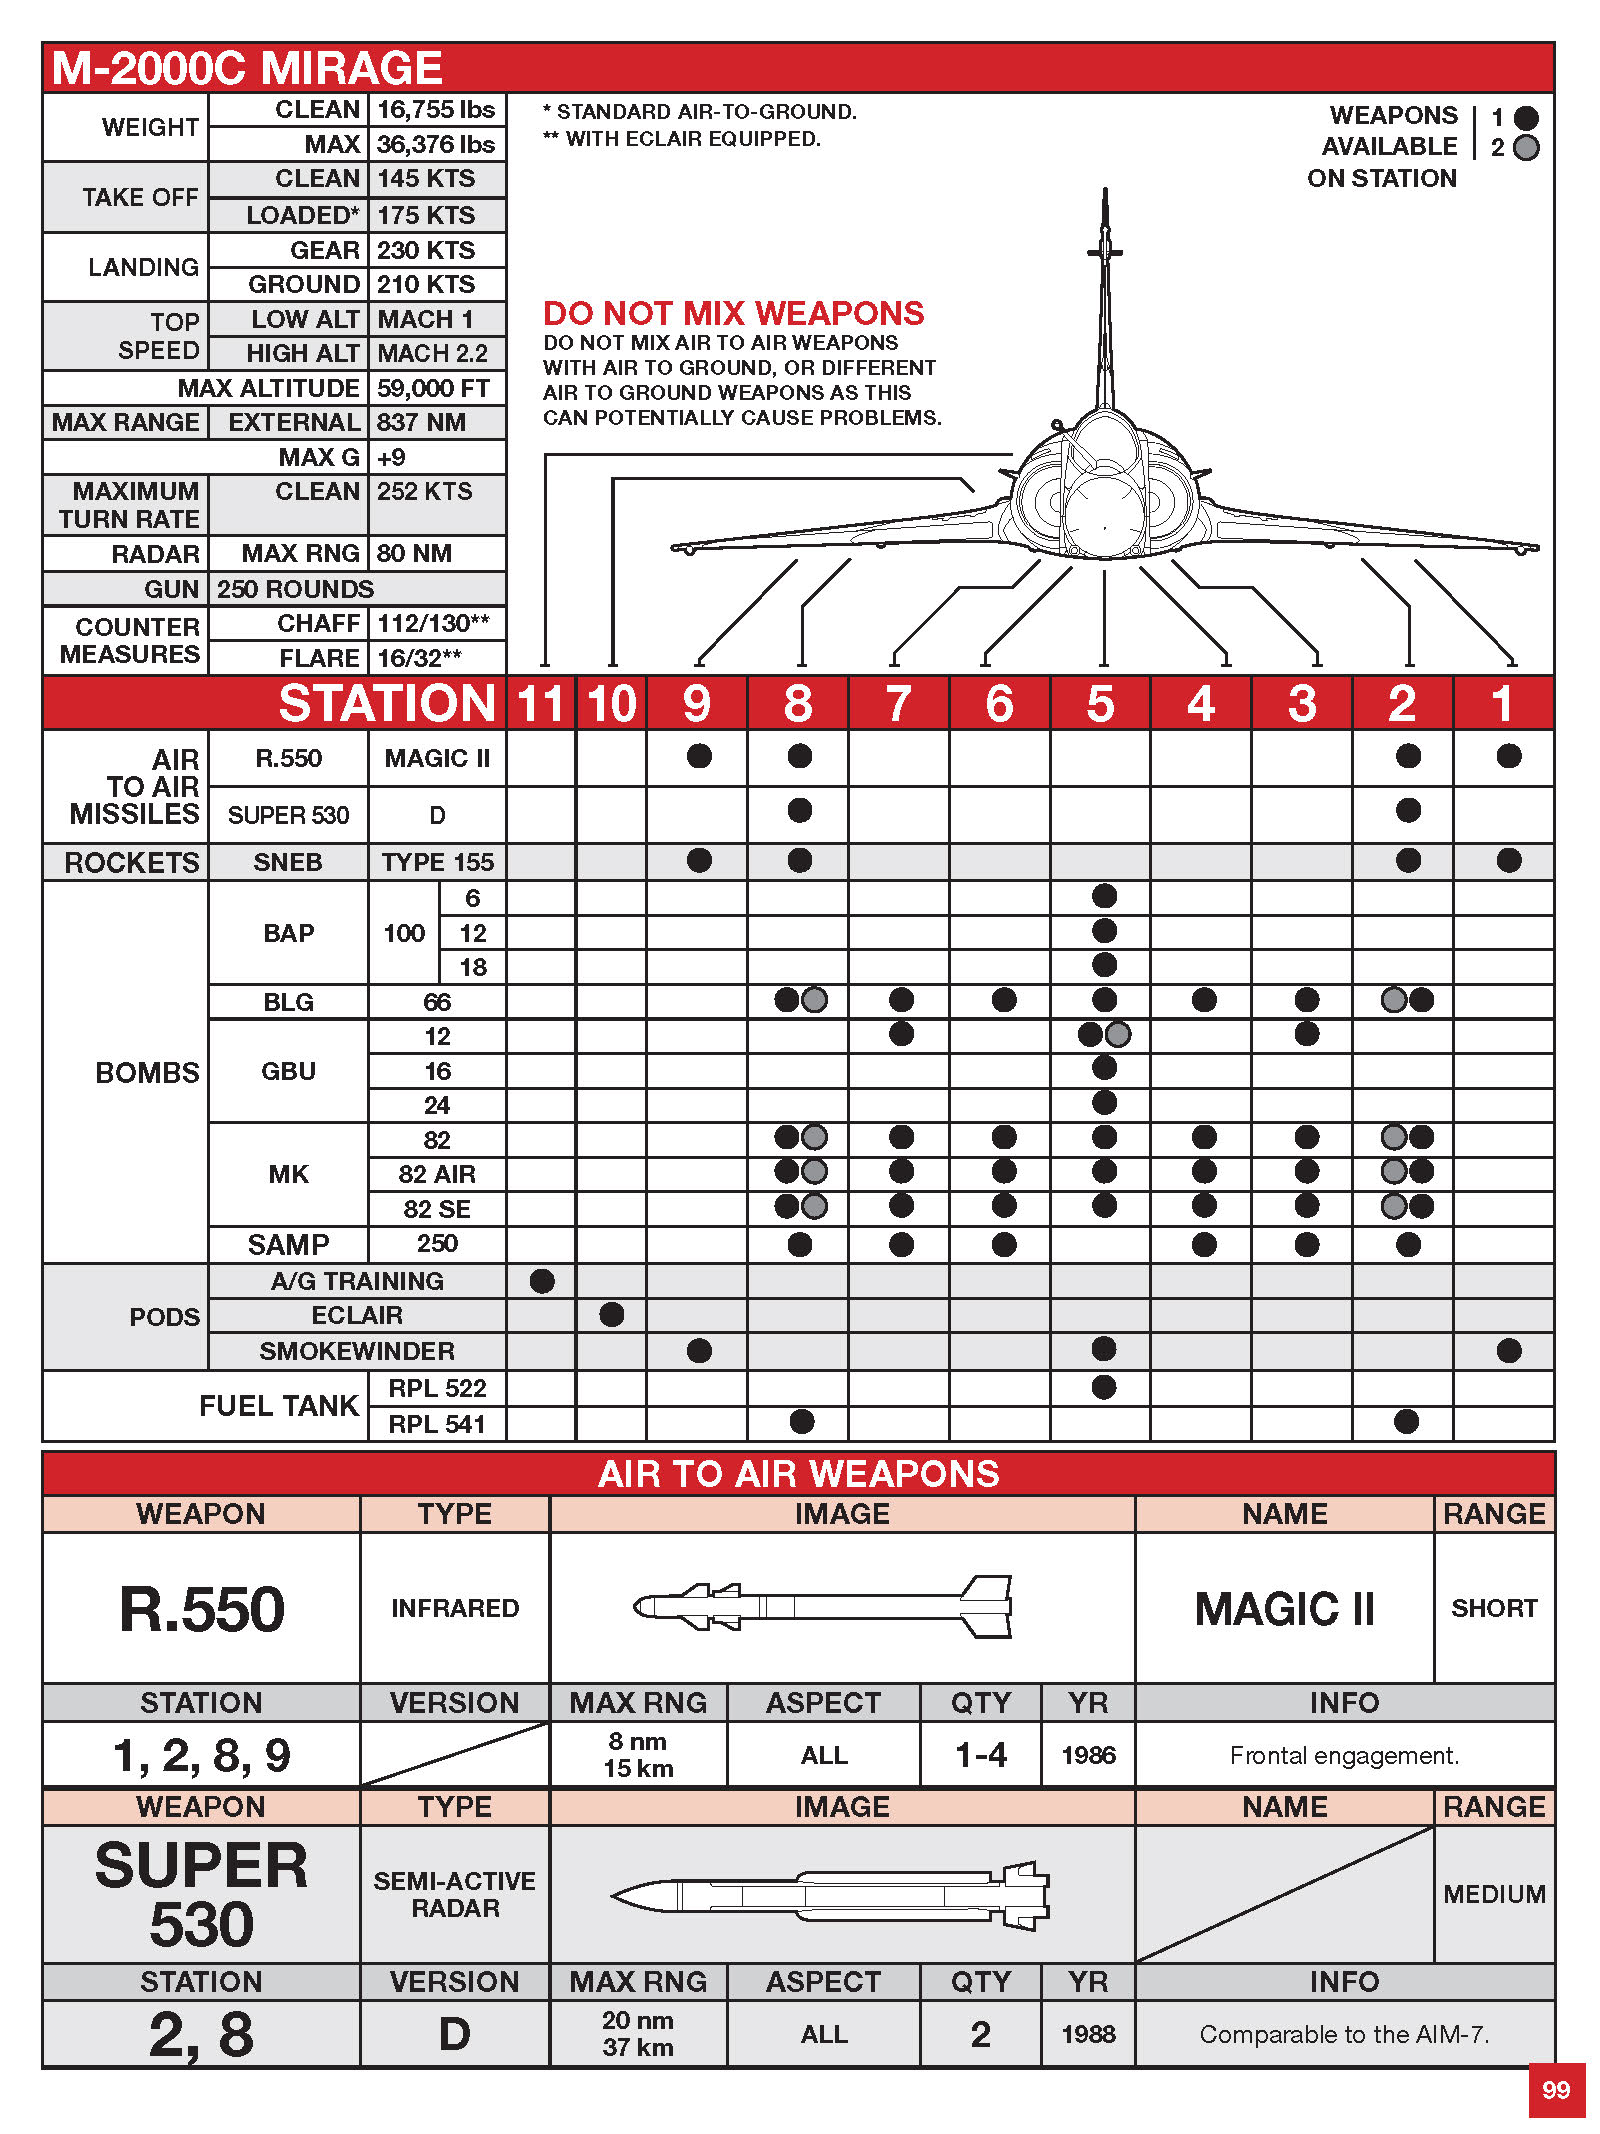 M-2000C MIRAGE
WEIGHT CLEAN 16,755 lbs
MAX 36,376 lbs
TAKE OFF CLEAN 145 KTS
LOADED* 175 KTS
LANDING GEAR 230 KTS
GROUND 210 KTS
TOP SPEED LOW ALT MACH 1
HIGH ALT MACH 2.2
MAX ALTITUDE 59,000 FT
MAX RANGE EXTERNAL 837 NM
MAX G +9
MAXIMUM TURN RATE CLEAN 252 KTS
RADAR MAX RNG 80 NM
GUN 250 ROUNDS
COUNTER MEASURES CHAFF 112/130**
FLARE 16/32**
* STANDARD AIR-TO-GROUND.
** WITH ECLAIR EQUIPPED.
WEAPONS 1
AVAILABLE 2
ON STATION
DO NOT MIX WEAPONS
DO NOT MIX AIR TO AIR WEAPONS
WITH AIR TO GROUND, OR DIFFERENT
AIR TO GROUND WEAPONS AS THIS
CAN POTENTIALLY CAUSE PROBLEMS.
STATION 11 10 9 8 7 6 5 4 3 2 1
AIR TO AIR MISSILES R.550 MAGIC II
SUPER 530 D
ROCKETS SNEB TYPE 155
BOMBS BAP 100 6
12
18
BLG 66
GBU 12
16
24
MK 82
82 AIR
82 SE
SAMP 250
PODS A/G TRAINING
ECLAIR
SMOKEWINDER
FUEL TANK RPL 522
RPL 541
AIR TO AIR WEAPONS
WEAPON TYPE IMAGE NAME RANGE
R.550 INFRARED MAGIC II SHORT
STATION VERSION MAX RNG ASPECT QTY YR INFO
1, 2, 8, 9 8 nm 15 km ALL 1-4 1986 Frontal engagement.
WEAPON TYPE IMAGE NAME RANGE
SUPER 530 SEMI-ACTIVE RADAR MEDIUM
STATION VERSION MAX RNG ASPECT QTY YR INFO
2, 8 D 20 nm 37 km ALL 2 1988 Comparable to the AIM-7.
99